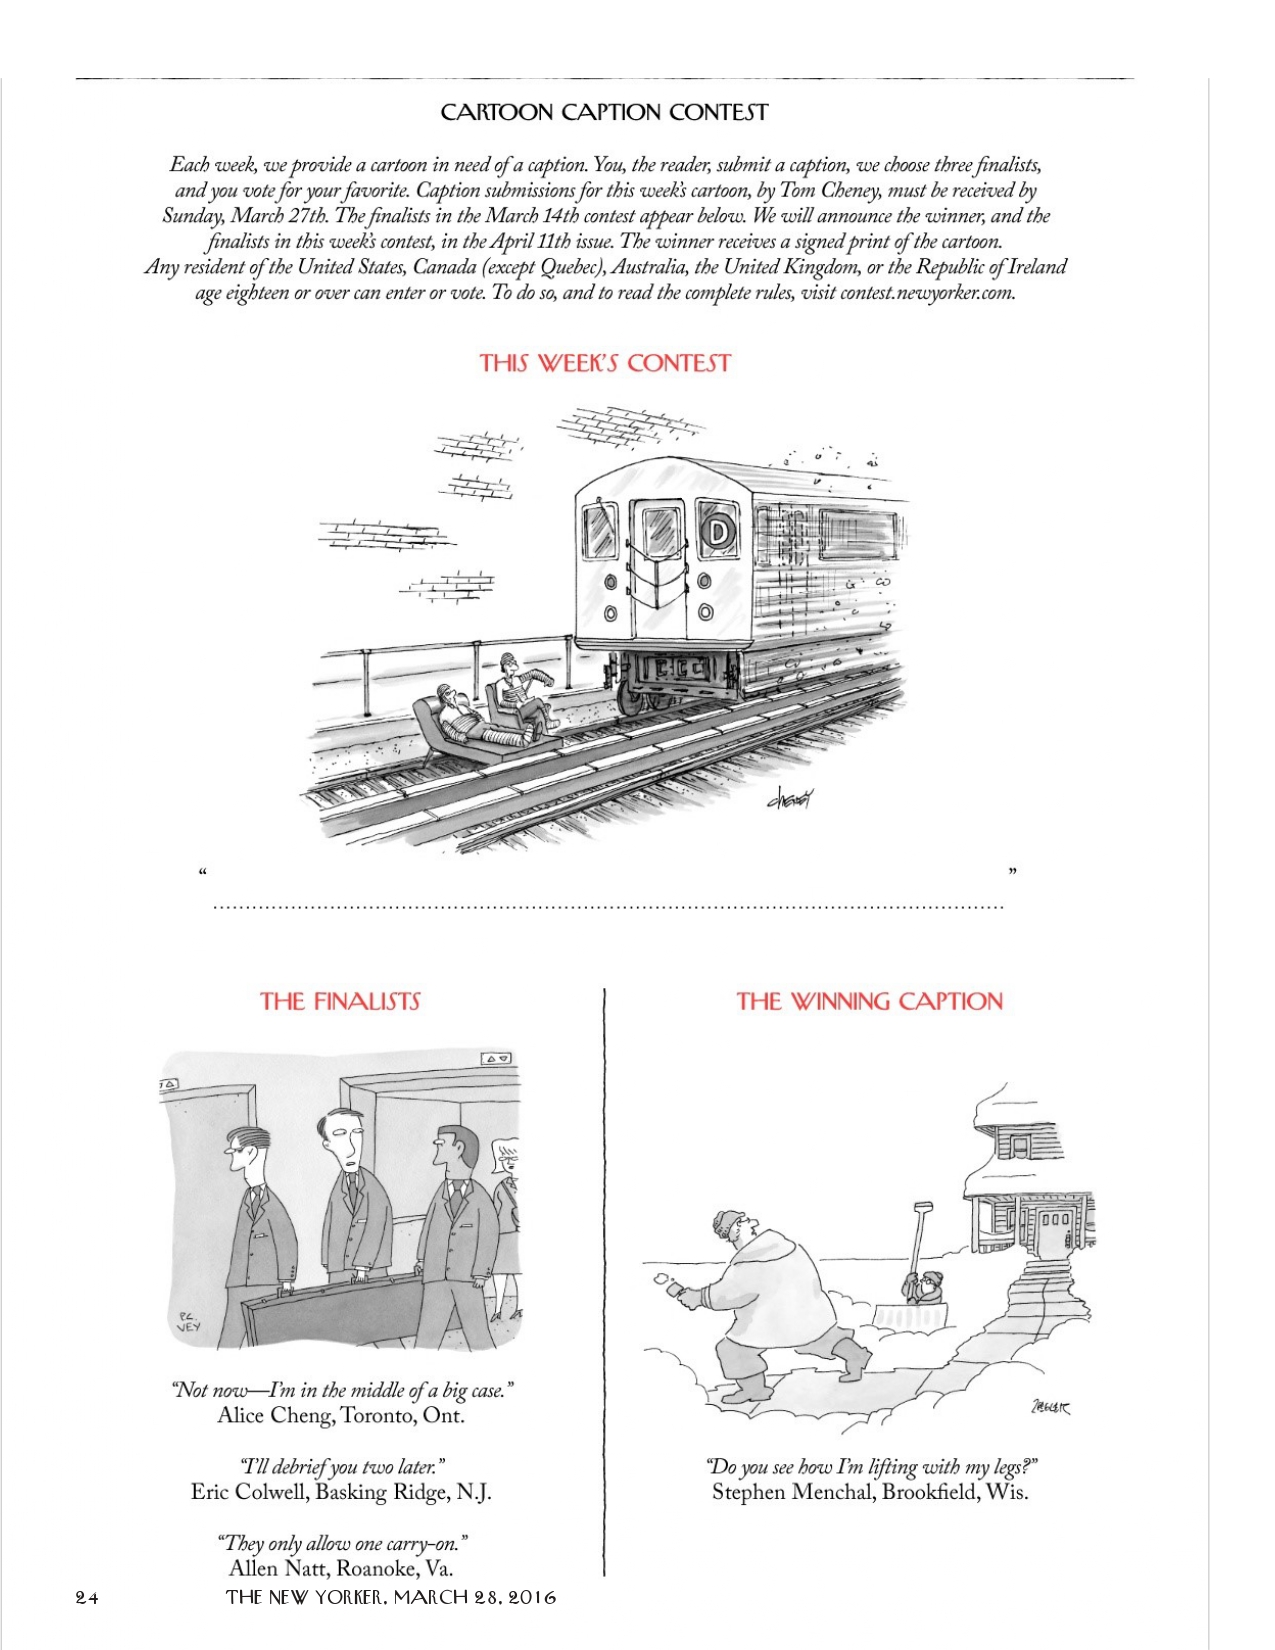 CARTOON CAPTION CONTEST
Each week, we provide a cartoon in need of a caption. You, the reader, submit a caption, we choose three finalists,
and you vote for your favorite. Caption submissions for this week's cartoon, by Tom Cheney, must be received by
Sunday, March 27th. The finalists in the March 14th contest appear below. We will announce the winner, and the
finalists in this week's contest, in the April 11th issue. The winner receives a signed print of the cartoon.
Any resident of the United States, Canada (except Quebec), Australia, the United Kingdom, or the Republic of Ireland
age eighteen or over can enter or vote. To do so, and to read the complete rules, visit contest.newyorker.com.
THIS WEEK'S CONTEST
D
CHENEY
“ ”
THE FINALISTS
P.C.
VEY
“Not now—I'm in the middle of a big case.”
Alice Cheng, Toronto, Ont.
“I'll debrief you two later.”
Eric Colwell, Basking Ridge, N.J.
“They only allow one carry-on.”
Allen Natt, Roanoke, Va.
THE WINNING CAPTION
ZIEGLER
“Do you see how I'm lifting with my legs?”
Stephen Menchal, Brookfield, Wis.
24 THE NEW YORKER, MARCH 28, 2016